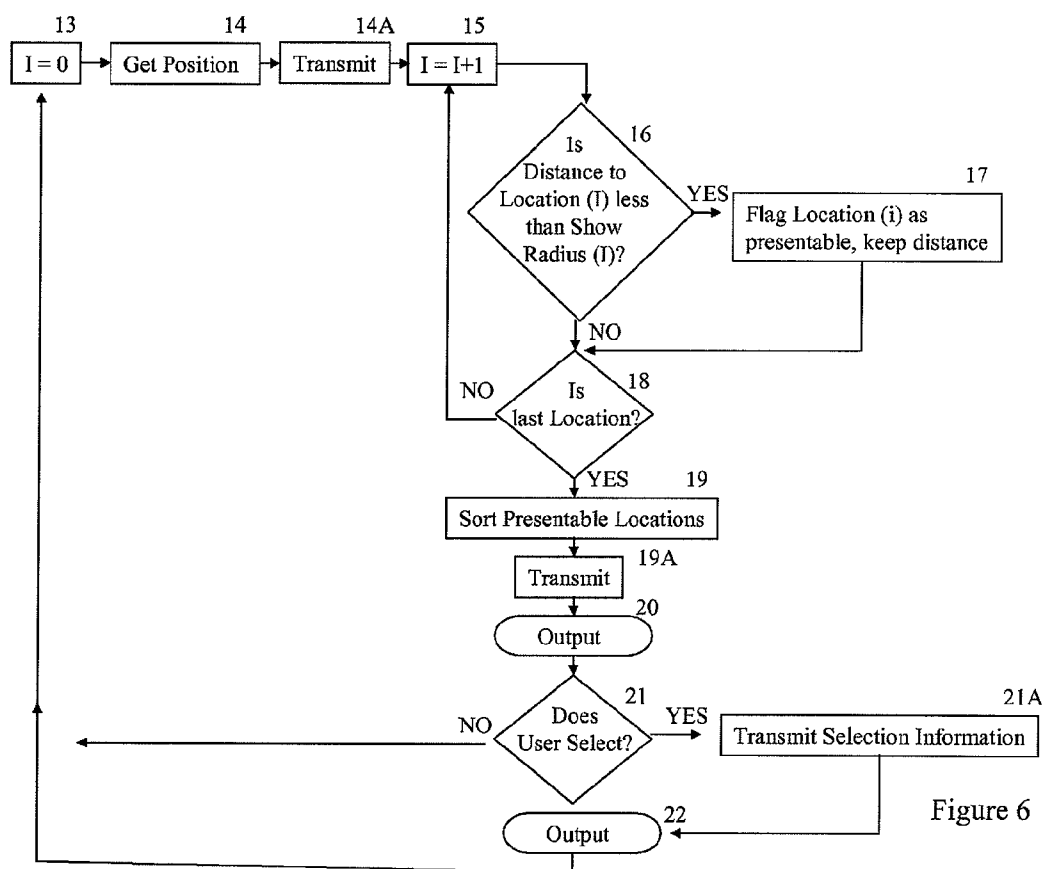 13
14
14A
15
I = 0
Get Position
Transmit
I = I+1
16
Is
Distance to
Location (I) less
than Show
Radius (I)?
YES
17
Flag Location (i) as
presentable, keep distance
NO
18
NO
Is
last Location?
YES
19
Sort Presentable Locations
19A
Transmit
20
Output
21
NO
Does
User Select?
YES
21A
Transmit Selection Information
22
Output
Figure 6